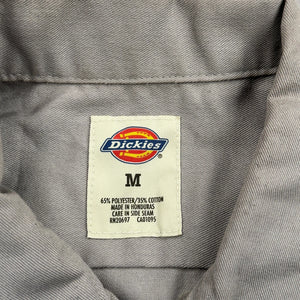 Dickies
®
M
65% POLYESTER/35% COTTON
MADE IN HONDURAS
CARE IN SIDE SEAM
RN20697 CA01095